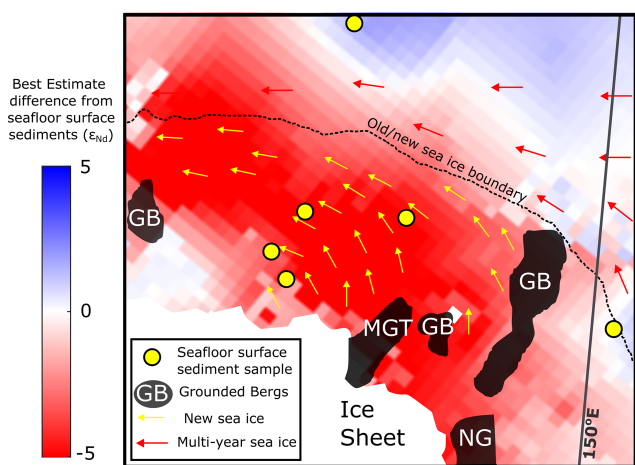 Best Estimate
difference from
seafloor surface
sediments (εNd)
5
0
-5
Old/new sea ice boundary
GB
GB
MGT
GB
Ice
Sheet
NG
150°E
Seafloor surface
sediment sample
GB
Grounded Bergs
New sea ice
Multi-year sea ice